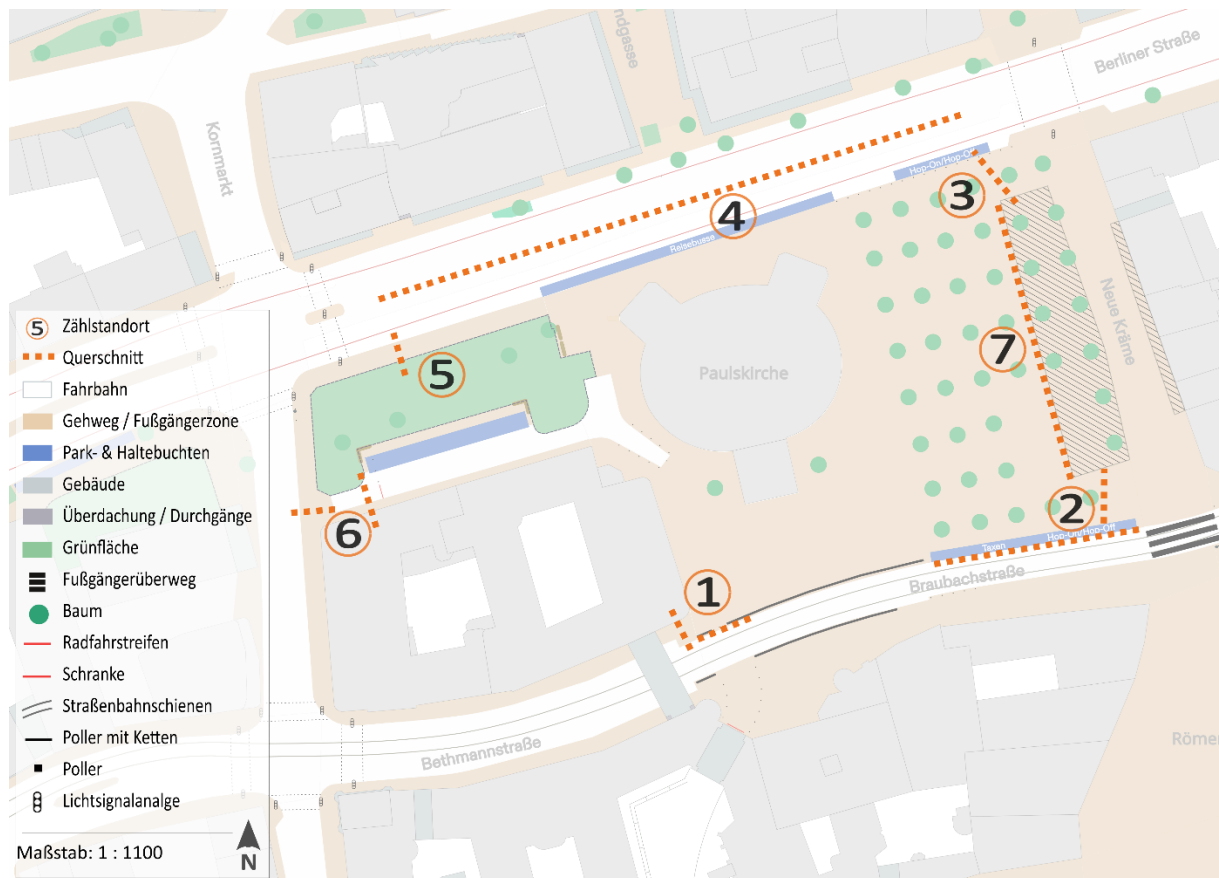 ndgasse
Berliner Straße
Kornmarkt
Hop-On/Hop-Off
3
4
Reisebusse
Neue Kräme
7
5
Paulskirche
6
2
Taxen
Hop-On/Hop-Off
1
Braubachstraße
Bethmannstraße
Römer
5 Zählstandort
Querschnitt
Fahrbahn
Gehweg / Fußgängerzone
Park- & Haltebuchten
Gebäude
Überdachung / Durchgänge
Grünfläche
Fußgängerüberweg
Baum
Radfahrstreifen
Schranke
Straßenbahnschienen
Poller mit Ketten
Poller
Lichtsignalanalge
Maßstab: 1 : 1100
N